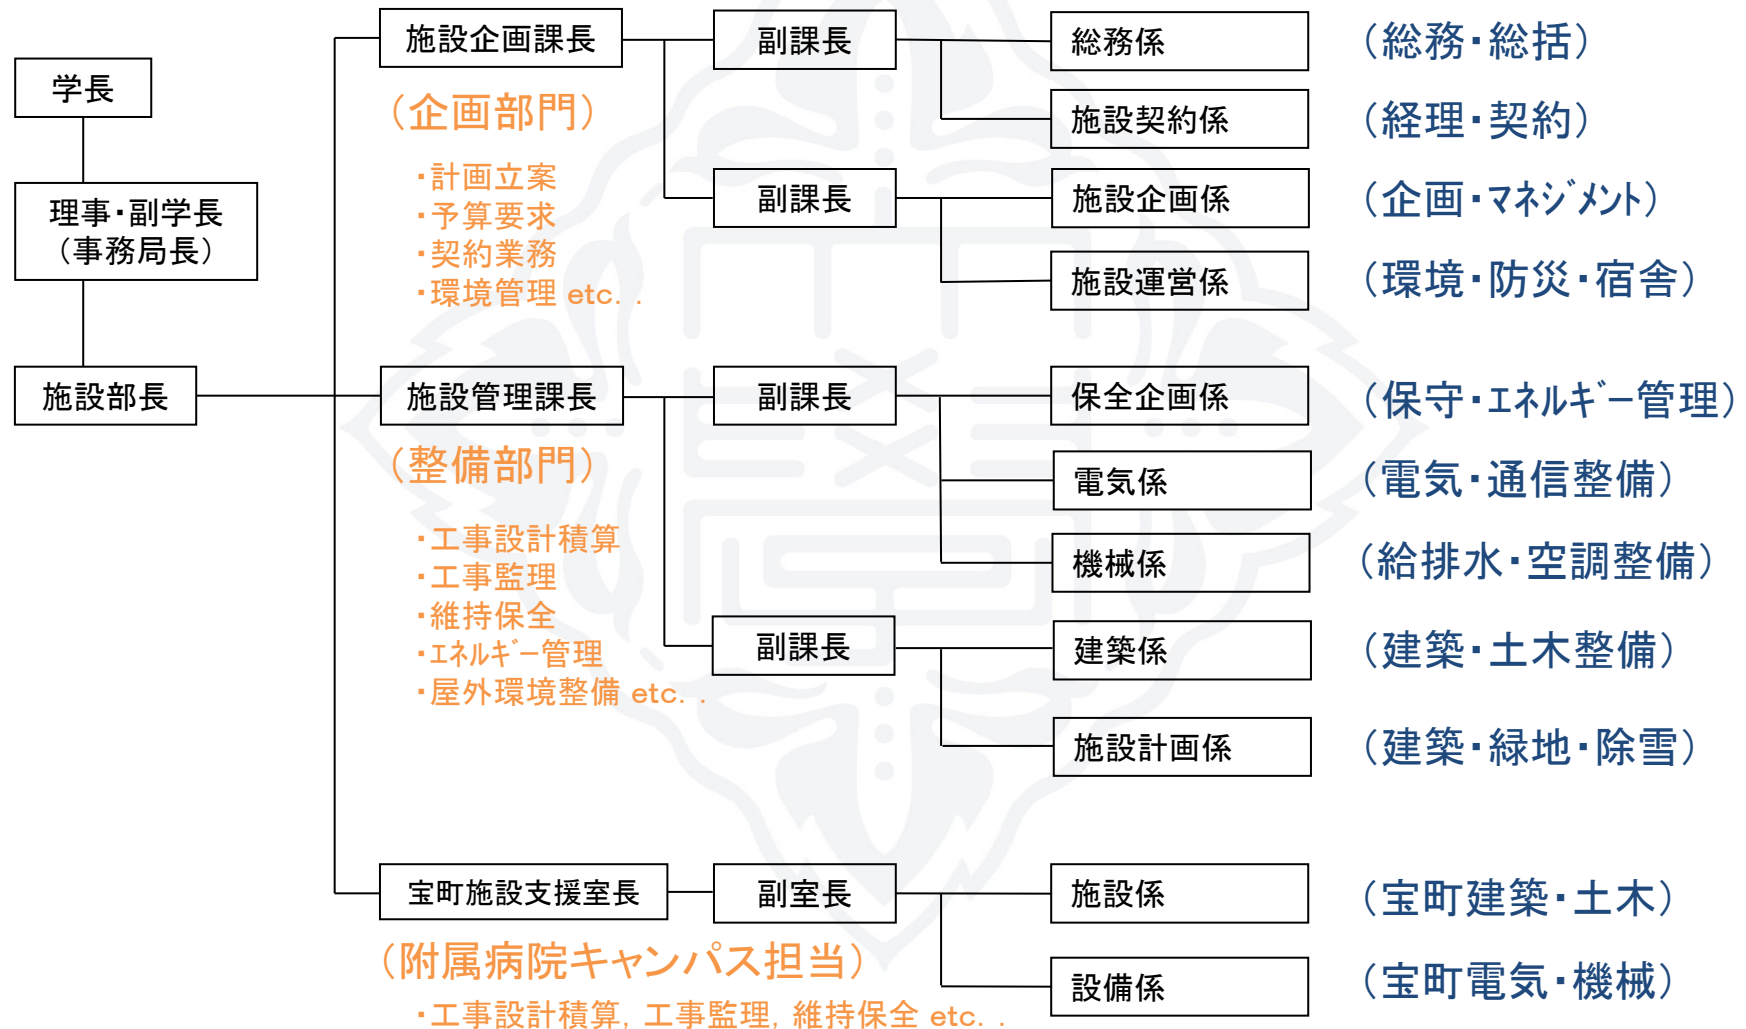 学長
理事・副学長
（事務局長）
施設部長
施設企画課長
（企画部門）
・計画立案
・予算要求
・契約業務
・環境管理 etc. .
副課長
総務係
（総務・総括）
施設契約係
（経理・契約）
副課長
施設企画係
（企画・ﾏﾈｼﾞﾒﾝﾄ）
施設運営係
（環境・防災・宿舎）
施設管理課長
（整備部門）
・工事設計積算
・工事監理
・維持保全
・ｴﾈﾙｷﾞｰ管理
・屋外環境整備 etc. .
副課長
保全企画係
（保守・ｴﾈﾙｷﾞｰ管理）
電気係
（電気・通信整備）
機械係
（給排水・空調整備）
副課長
建築係
（建築・土木整備）
施設計画係
（建築・緑地・除雪）
宝町施設支援室長
（附属病院キャンパス担当）
・工事設計積算, 工事監理, 維持保全 etc. .
副室長
施設係
（宝町建築・土木）
設備係
（宝町電気・機械）